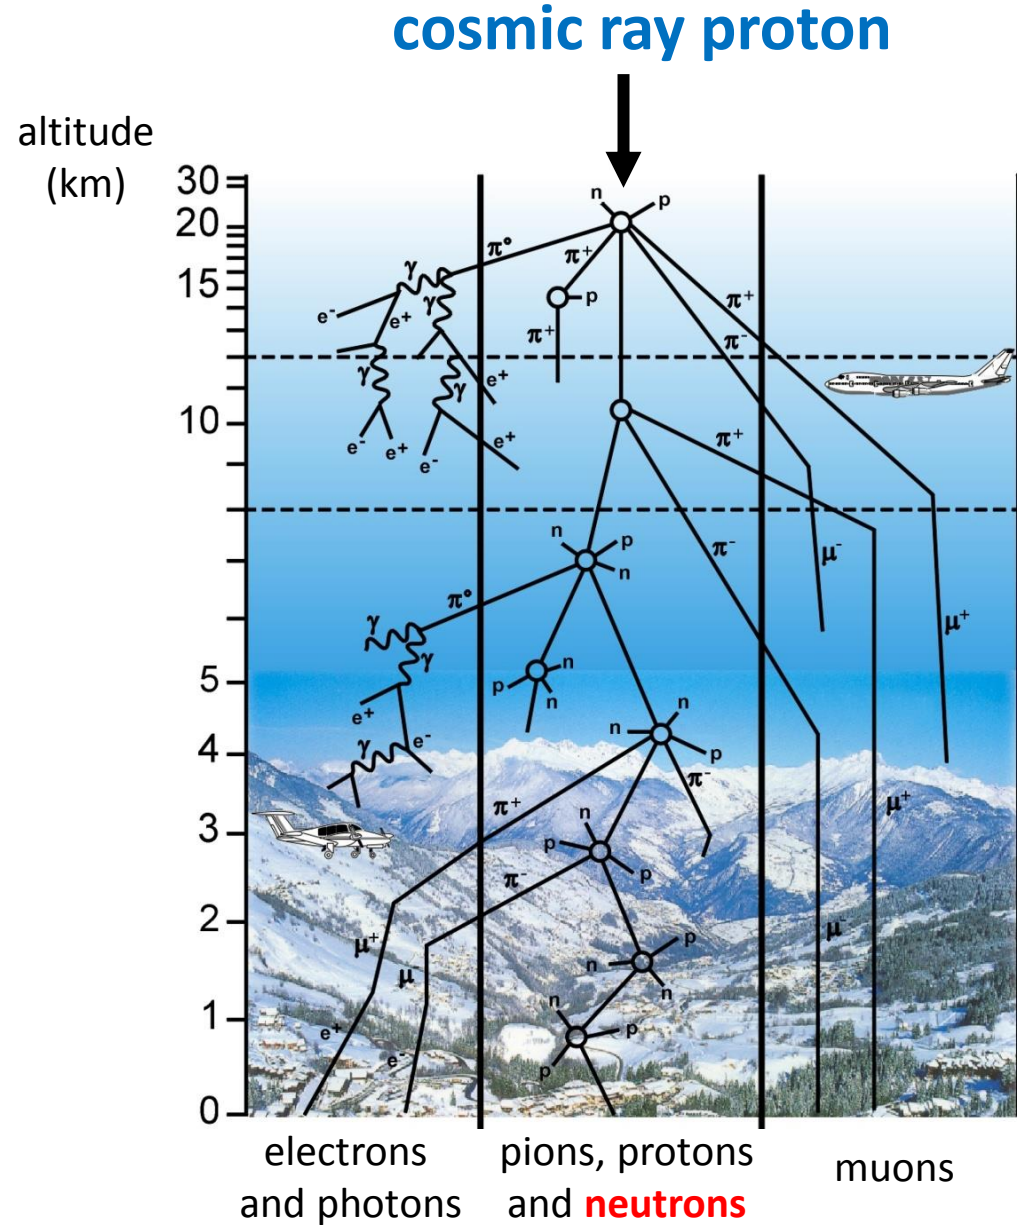 cosmic ray proton
altitude
(km)
30
20
15
10
5
4
3
2
1
0
n
p
π°
π⁺
π⁺
γ
γ
p
e⁻
e⁺
π⁺
π⁻
γ
γ
e⁺
π⁺
e⁻
e⁺
e⁻
e⁺
n
p
n
π⁻
μ⁻
π°
γ
γ
μ⁺
n
p
n
e⁺
e⁻
γ
n
n
p
π⁻
π⁺
μ⁺
n
p
p
π⁻
μ⁺
μ⁻
μ⁻
p
n
n
n
p
p
e⁺
e⁻
electrons
and photons
pions, protons
and neutrons
muons